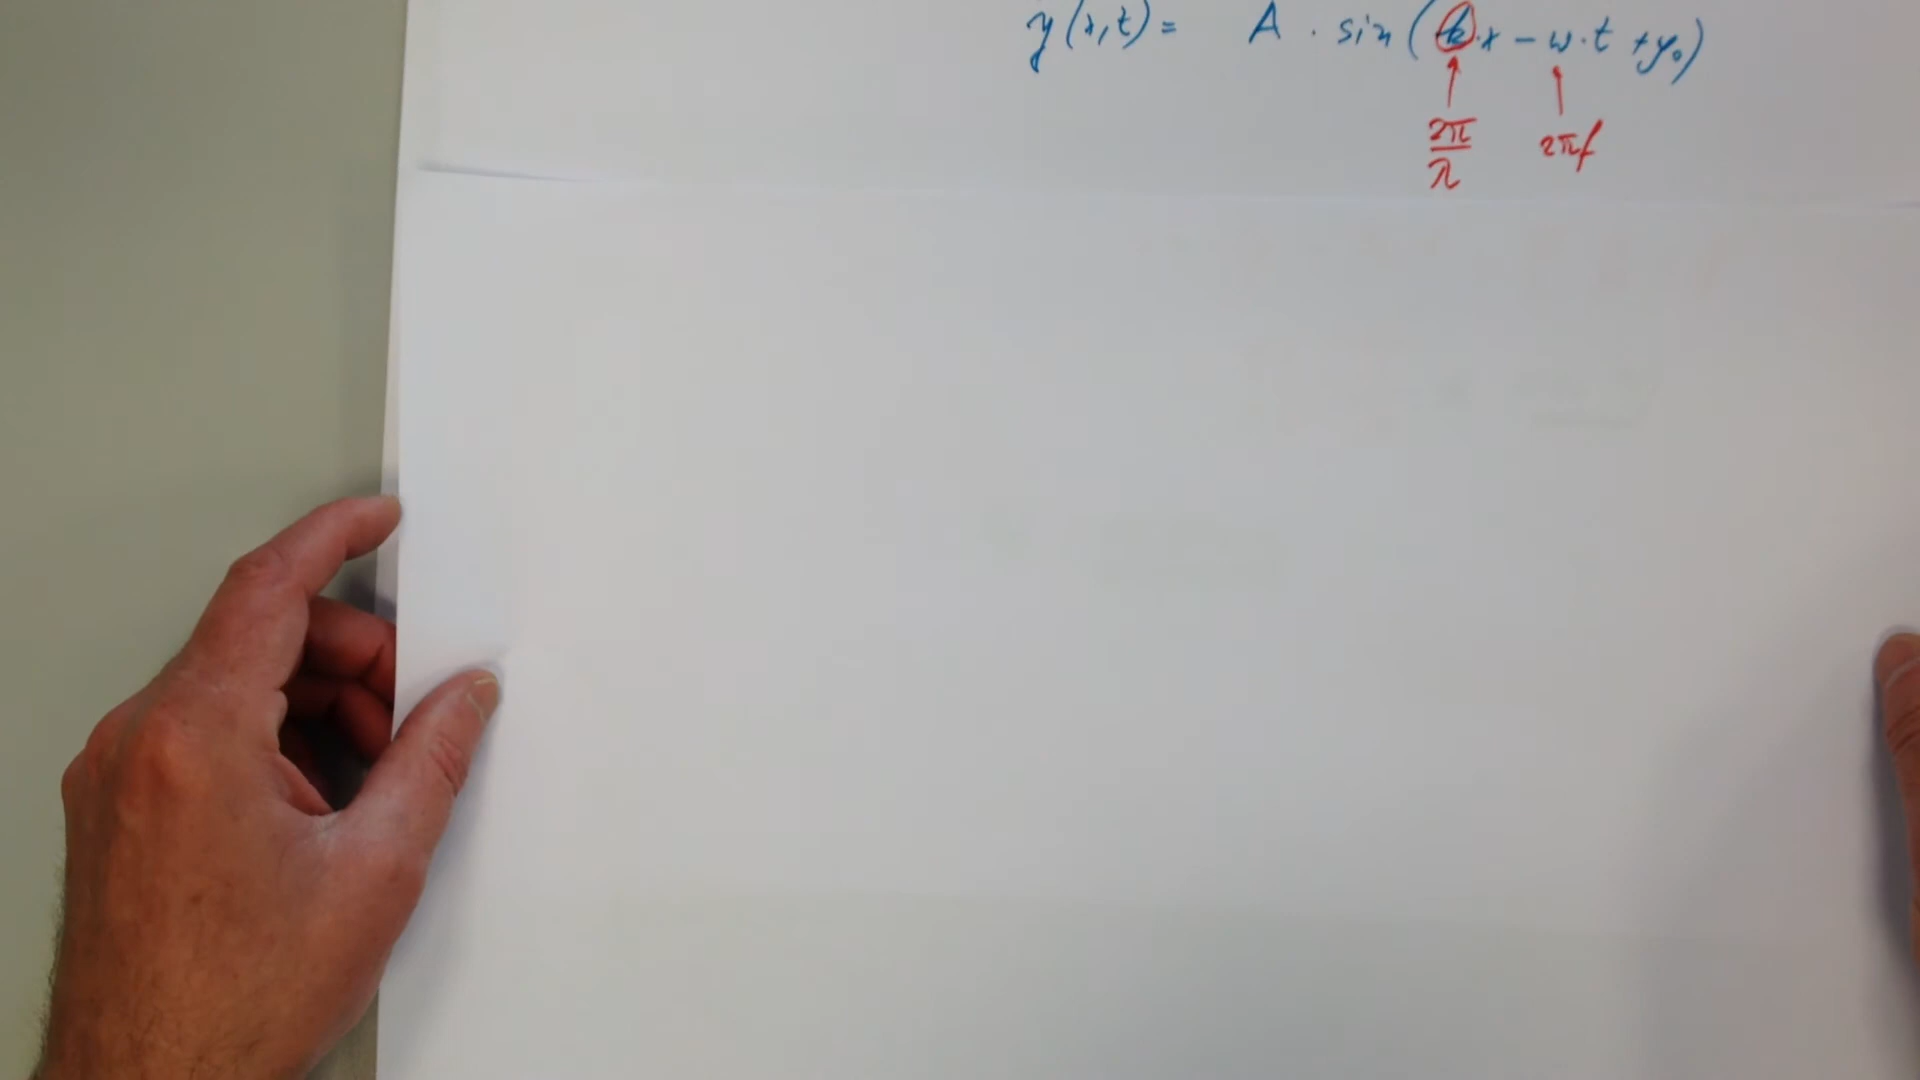 y(x,t) = A · sin(k·x − ω·t + φ₀)
2π/λ 2πf